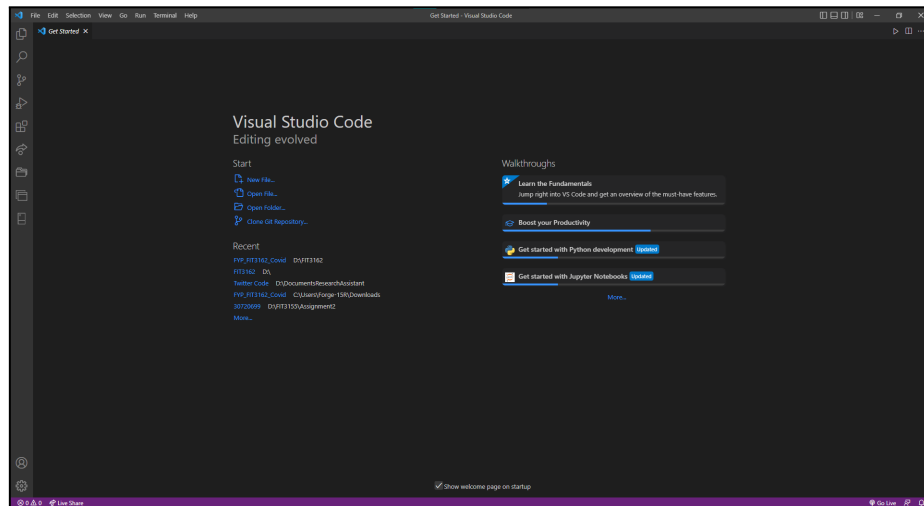 File Edit Selection View Go Run Terminal Help
Get Started - Visual Studio Code
Get Started
Visual Studio Code
Editing evolved
Start
New File...
Open File...
Open Folder...
Clone Git Repository...
Recent
FYP_FIT3162_Covid D:\FIT3162
FIT3162 D:\
Twitter Code D:\DocumentsResearchAssistant
FYP_FIT3162_Covid C:\Users\Forge-15R\Downloads
30720699 D:\FIT3155\Assignment2
More...
Walkthroughs
Learn the Fundamentals
Jump right into VS Code and get an overview of the must-have features.
Boost your Productivity
Get started with Python development Updated
Get started with Jupyter Notebooks Updated
More...
Show welcome page on startup
0 0 Live Share
Go Live